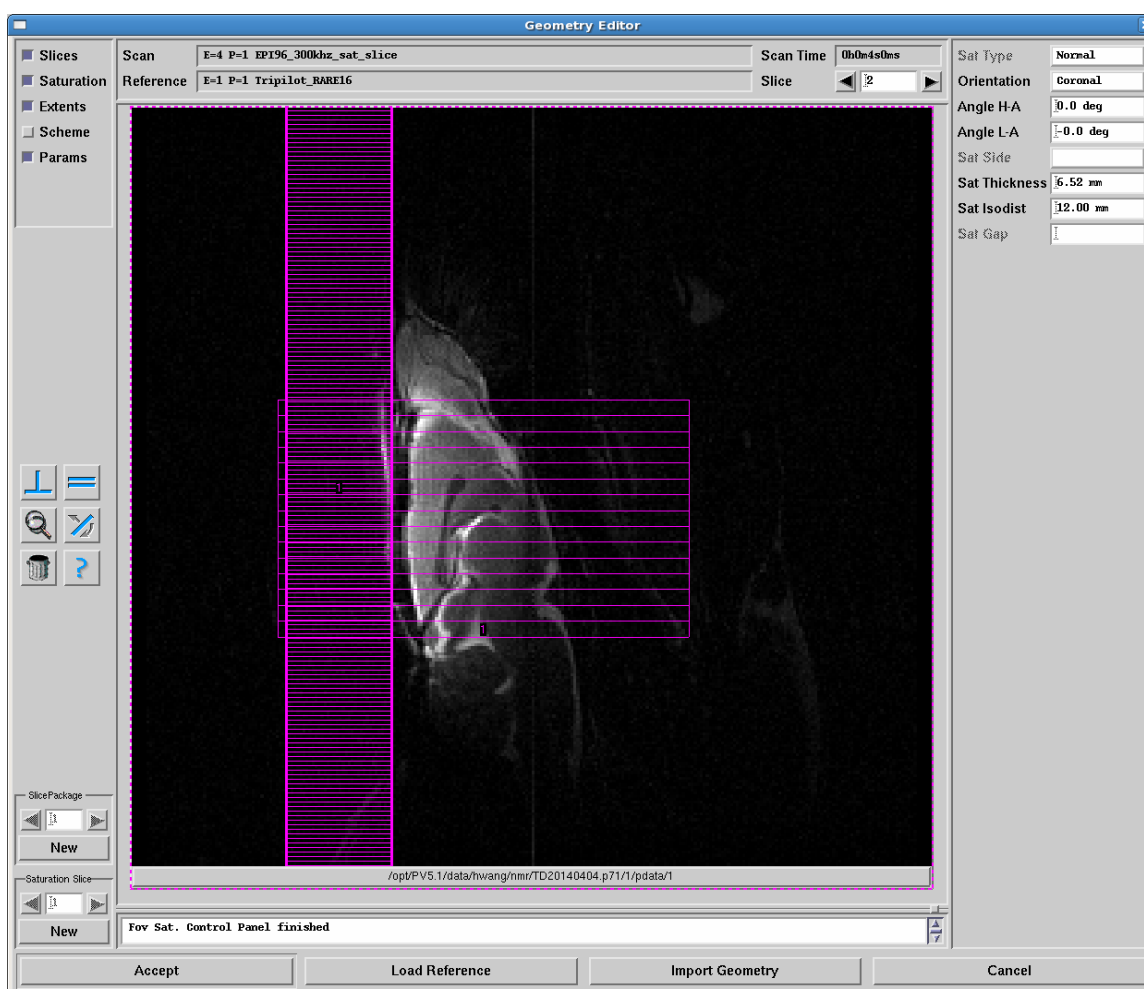 Geometry Editor
Slices
Saturation
Extents
Scheme
Params
Scan E=4 P=1 EPI96_300khz_sat_slice Scan Time 0h0m4s0ms
Reference E=1 P=1 Tripilot_RARE16 Slice 2
Sat Type Normal
Orientation Coronal
Angle H-A 0.0 deg
Angle L-A -0.0 deg
Sat Side
Sat Thickness 6.52 mm
Sat Isodist 12.00 mm
Sat Gap
1
1
SlicePackage
1
New
Saturation Slice
1
New
/opt/PV5.1/data/hwang/nmr/TD20140404.p71/1/pdata/1
Fov Sat. Control Panel finished
Accept Load Reference Import Geometry Cancel